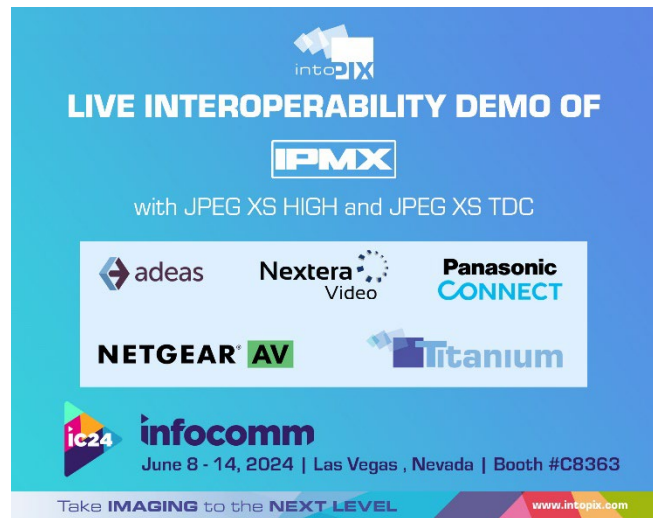 intoPIX
LIVE INTEROPERABILITY DEMO OF
IPMX
with JPEG XS HIGH and JPEG XS TDC
adeas
Nextera
Video
Panasonic
CONNECT
NETGEAR® AV
Titanium
ic24
infocomm
June 8 - 14, 2024 | Las Vegas , Nevada | Booth #C8363
Take IMAGING to the NEXT LEVEL
www.intopix.com